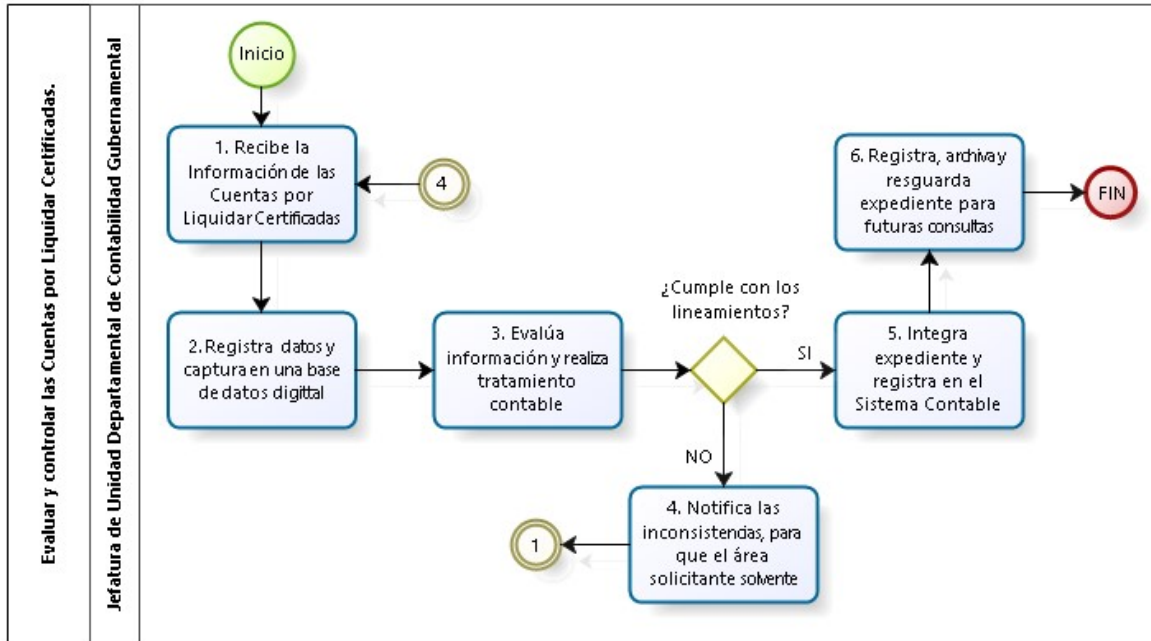 Evaluar y controlar las Cuentas por Liquidar Certificadas.
Jefatura de Unidad Departamental de Contabilidad Gubernamental
Inicio
1. Recibe la
Información de las
Cuentas por
Liquidar Certificadas
4
2. Registra datos y
captura en una base
de datos digittal
3. Evalúa
información y realiza
tratamiento
contable
¿Cumple con los
lineamientos?
SI
NO
4. Notifica las
inconsistencias, para
que el área
solicitante solvente
1
5. Integra
expediente y
registra en el
Sistema Contable
6. Registra, archiva y
resguarda
expediente para
futuras consultas
FIN